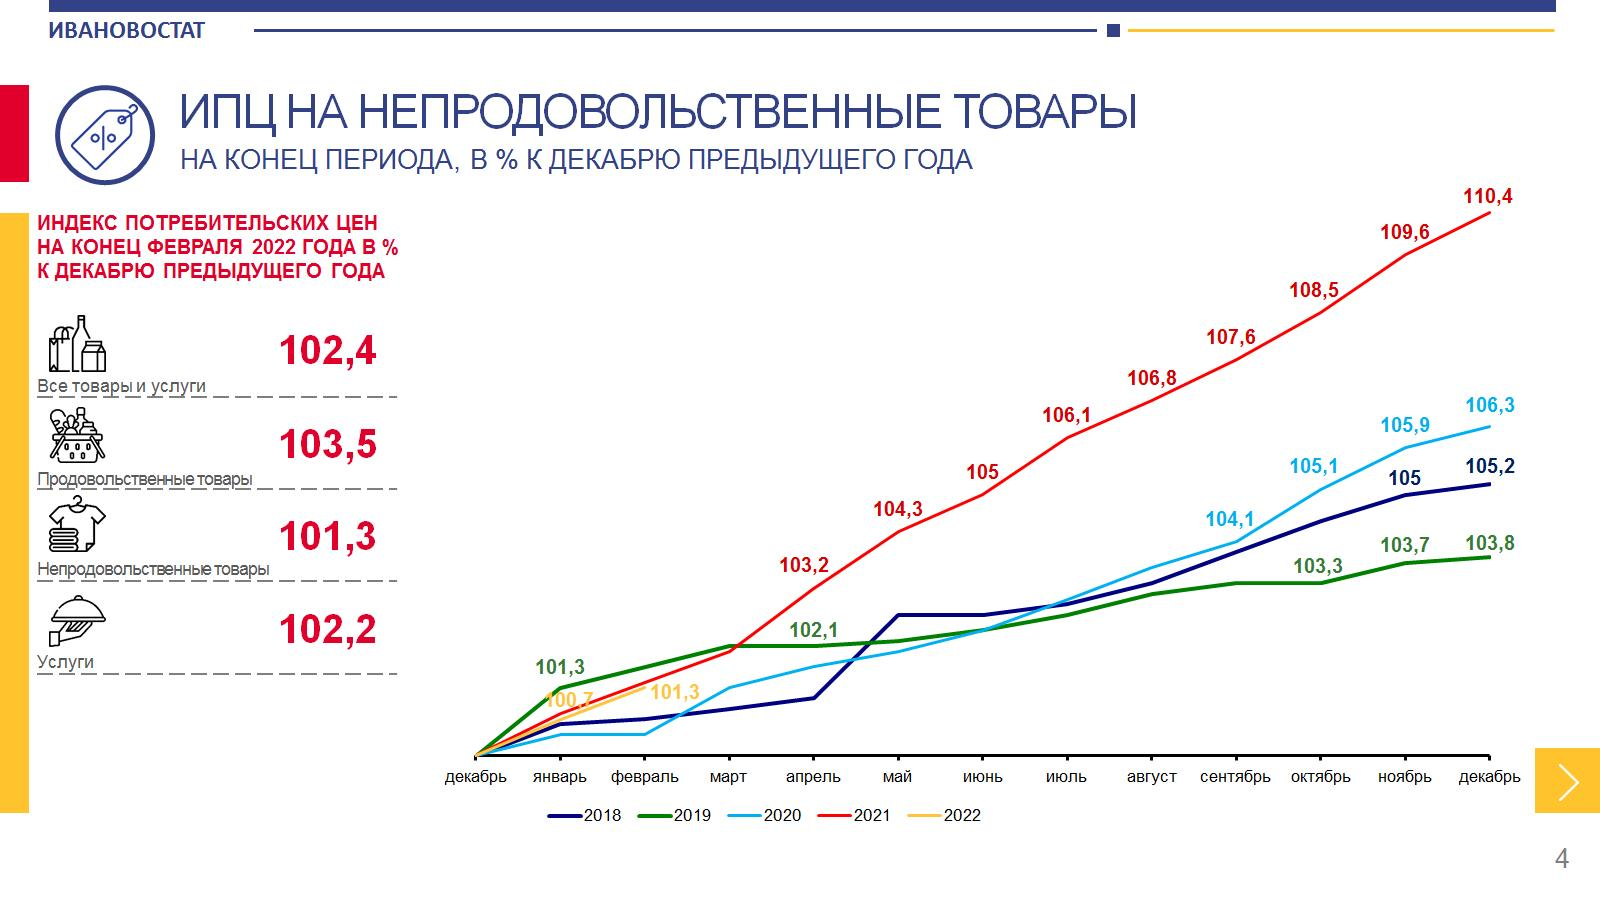 ИВАНОВОСТАТ
ИПЦ НА НЕПРОДОВОЛЬСТВЕННЫЕ ТОВАРЫ
НА КОНЕЦ ПЕРИОДА, В % К ДЕКАБРЮ ПРЕДЫДУЩЕГО ГОДА
ИНДЕКС ПОТРЕБИТЕЛЬСКИХ ЦЕН
НА КОНЕЦ ФЕВРАЛЯ 2022 ГОДА В %
К ДЕКАБРЮ ПРЕДЫДУЩЕГО ГОДА
102,4
Все товары и услуги
103,5
Продовольственные товары
101,3
Непродовольственные товары
102,2
Услуги
110,4
109,6
108,5
107,6
106,8
106,1
105
104,3
103,2
106,3
105,9
105,1
104,1
105,2
105
103,8
103,7
103,3
102,1
101,3
100,7
101,3
декабрь январь февраль март апрель май июнь июль август сентябрь октябрь ноябрь декабрь
2018 2019 2020 2021 2022
4